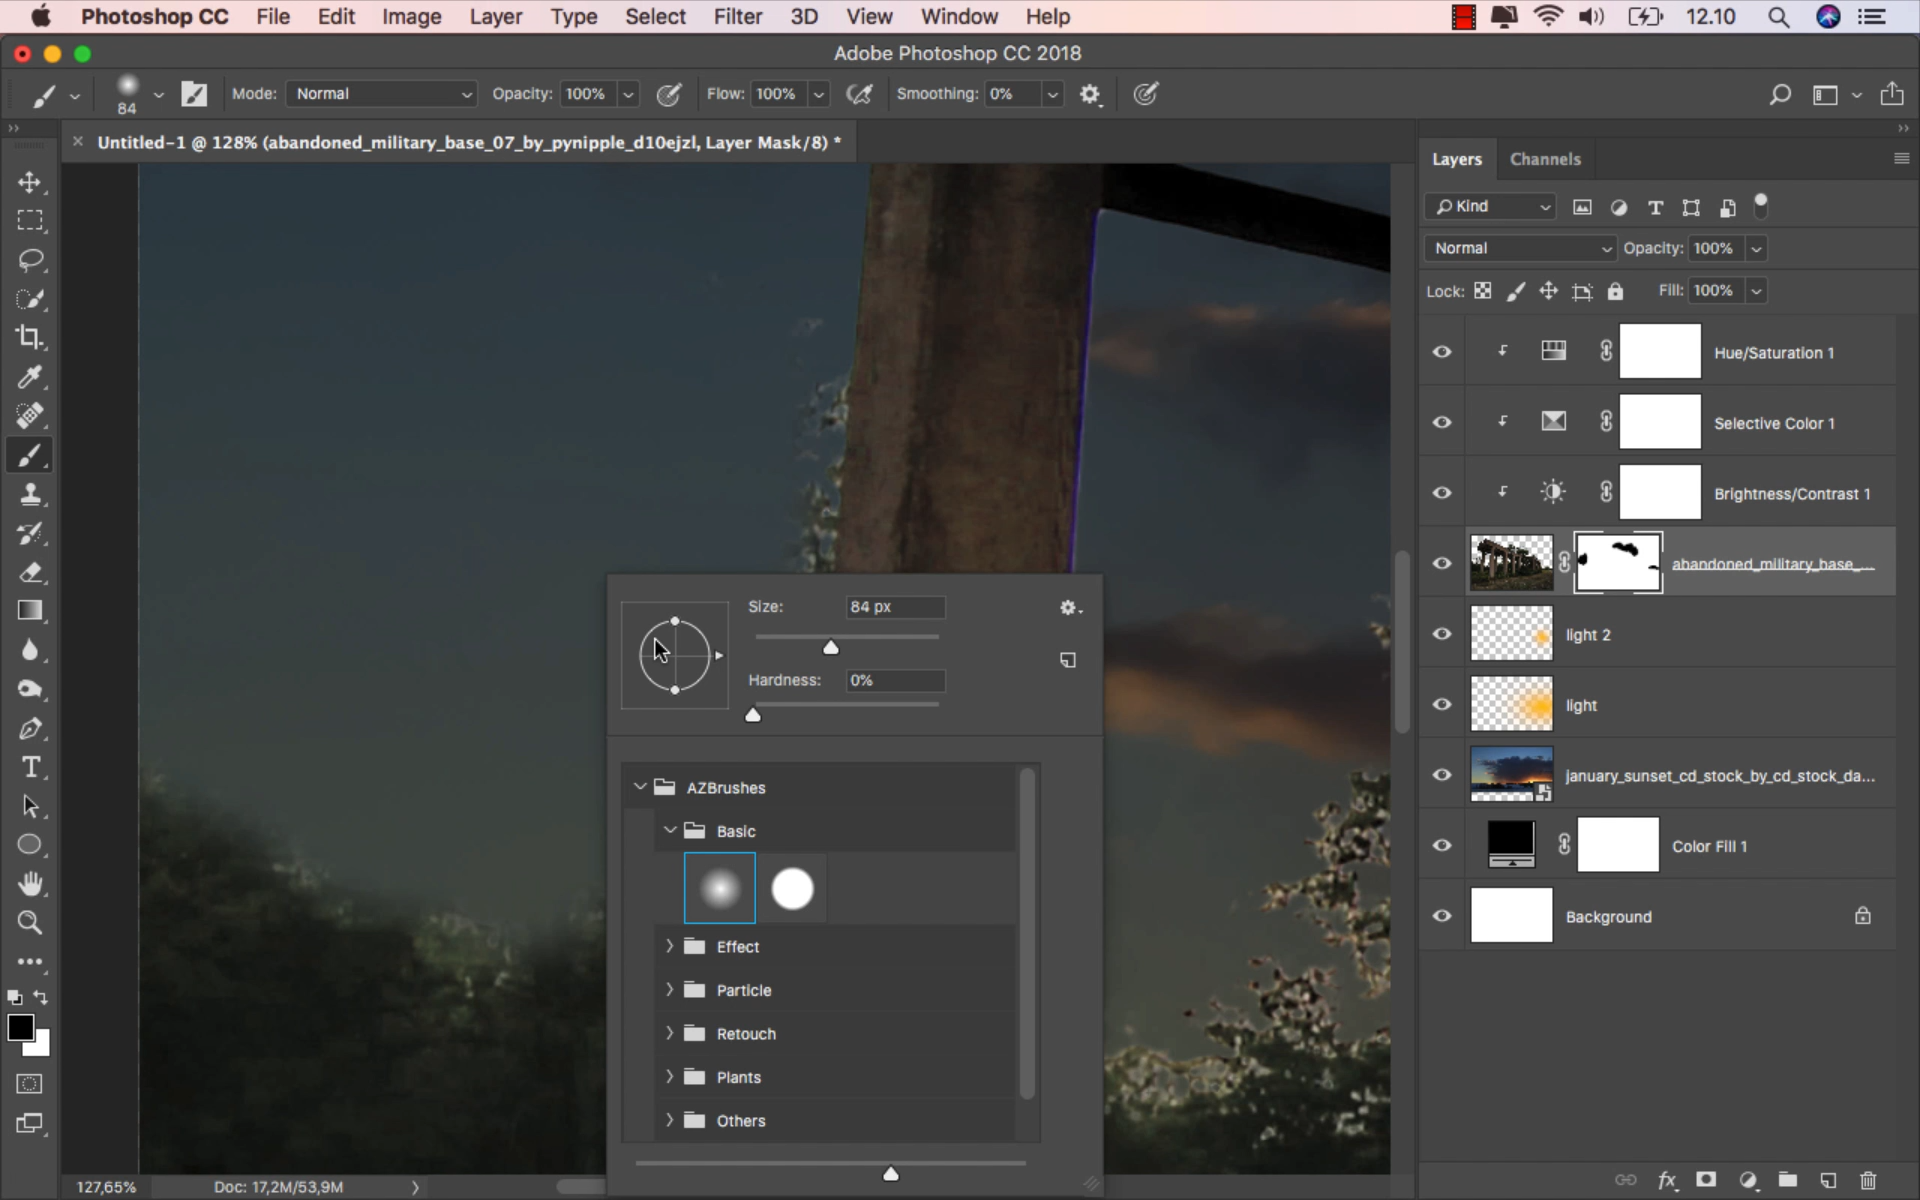 Photoshop CC File Edit Image Layer Type Select Filter 3D View Window Help 12.10
Adobe Photoshop CC 2018
84 Mode: Normal Opacity: 100% Flow: 100% Smoothing: 0%
Untitled-1 @ 128% (abandoned_military_base_07_by_pynipple_d10ejzl, Layer Mask/8) *
Layers Channels
Kind
Normal Opacity: 100%
Lock: Fill: 100%
Hue/Saturation 1
Selective Color 1
Brightness/Contrast 1
abandoned_military_base_...
light 2
light
january_sunset_cd_stock_by_cd_stock_da...
Color Fill 1
Background
Size: 84 px
Hardness: 0%
AZBrushes
Basic
Effect
Particle
Retouch
Plants
Others
127,65% Doc: 17,2M/53,9M